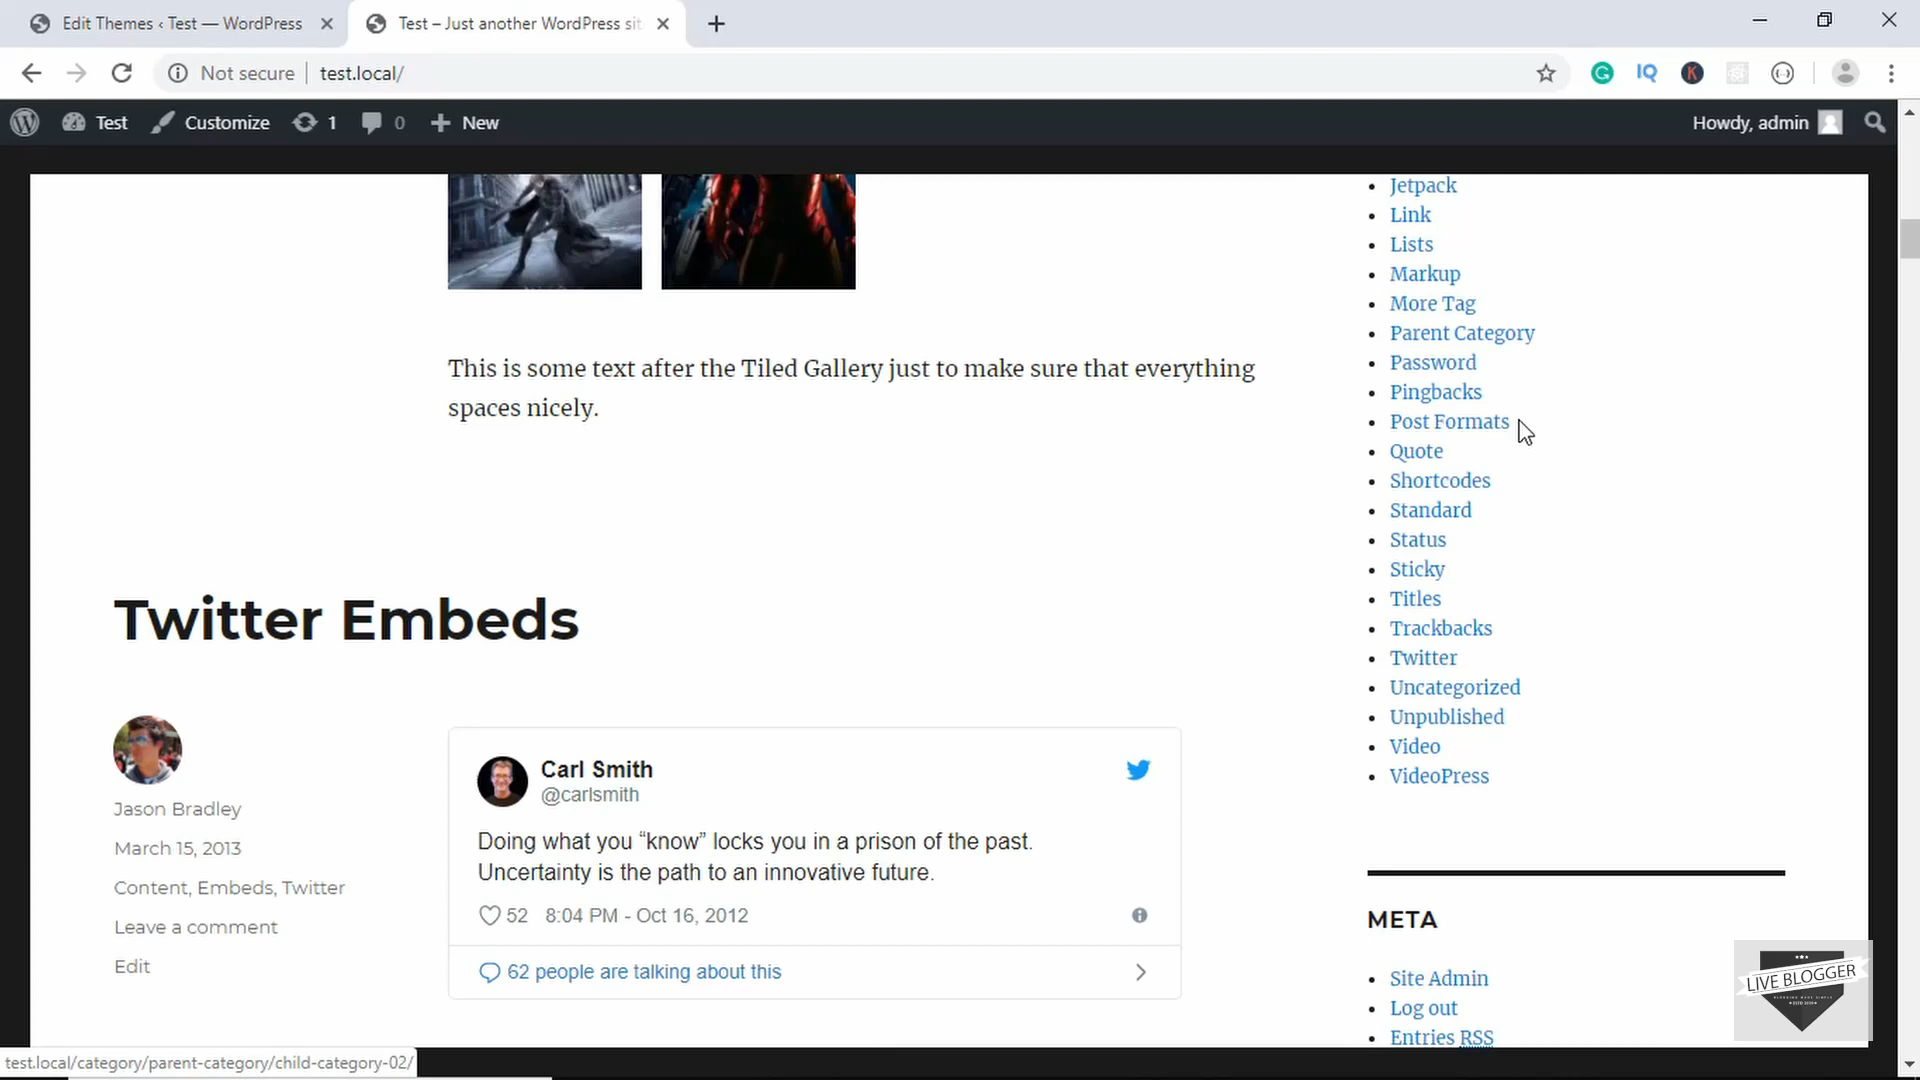 Edit Themes ‹ Test — WordPress
Test – Just another WordPress sit
Not secure
test.local/
Test
Customize
1
0
New
Howdy, admin
This is some text after the Tiled Gallery just to make sure that everything
spaces nicely.
Twitter Embeds
Jason Bradley
March 15, 2013
Content, Embeds, Twitter
Leave a comment
Edit
Carl Smith
@carlsmith
Doing what you “know” locks you in a prison of the past.
Uncertainty is the path to an innovative future.
52 8:04 PM - Oct 16, 2012
62 people are talking about this
Jetpack
Link
Lists
Markup
More Tag
Parent Category
Password
Pingbacks
Post Formats
Quote
Shortcodes
Standard
Status
Sticky
Titles
Trackbacks
Twitter
Uncategorized
Unpublished
Video
VideoPress
META
Site Admin
Log out
Entries RSS
LIVE BLOGGER
test.local/category/parent-category/child-category-02/